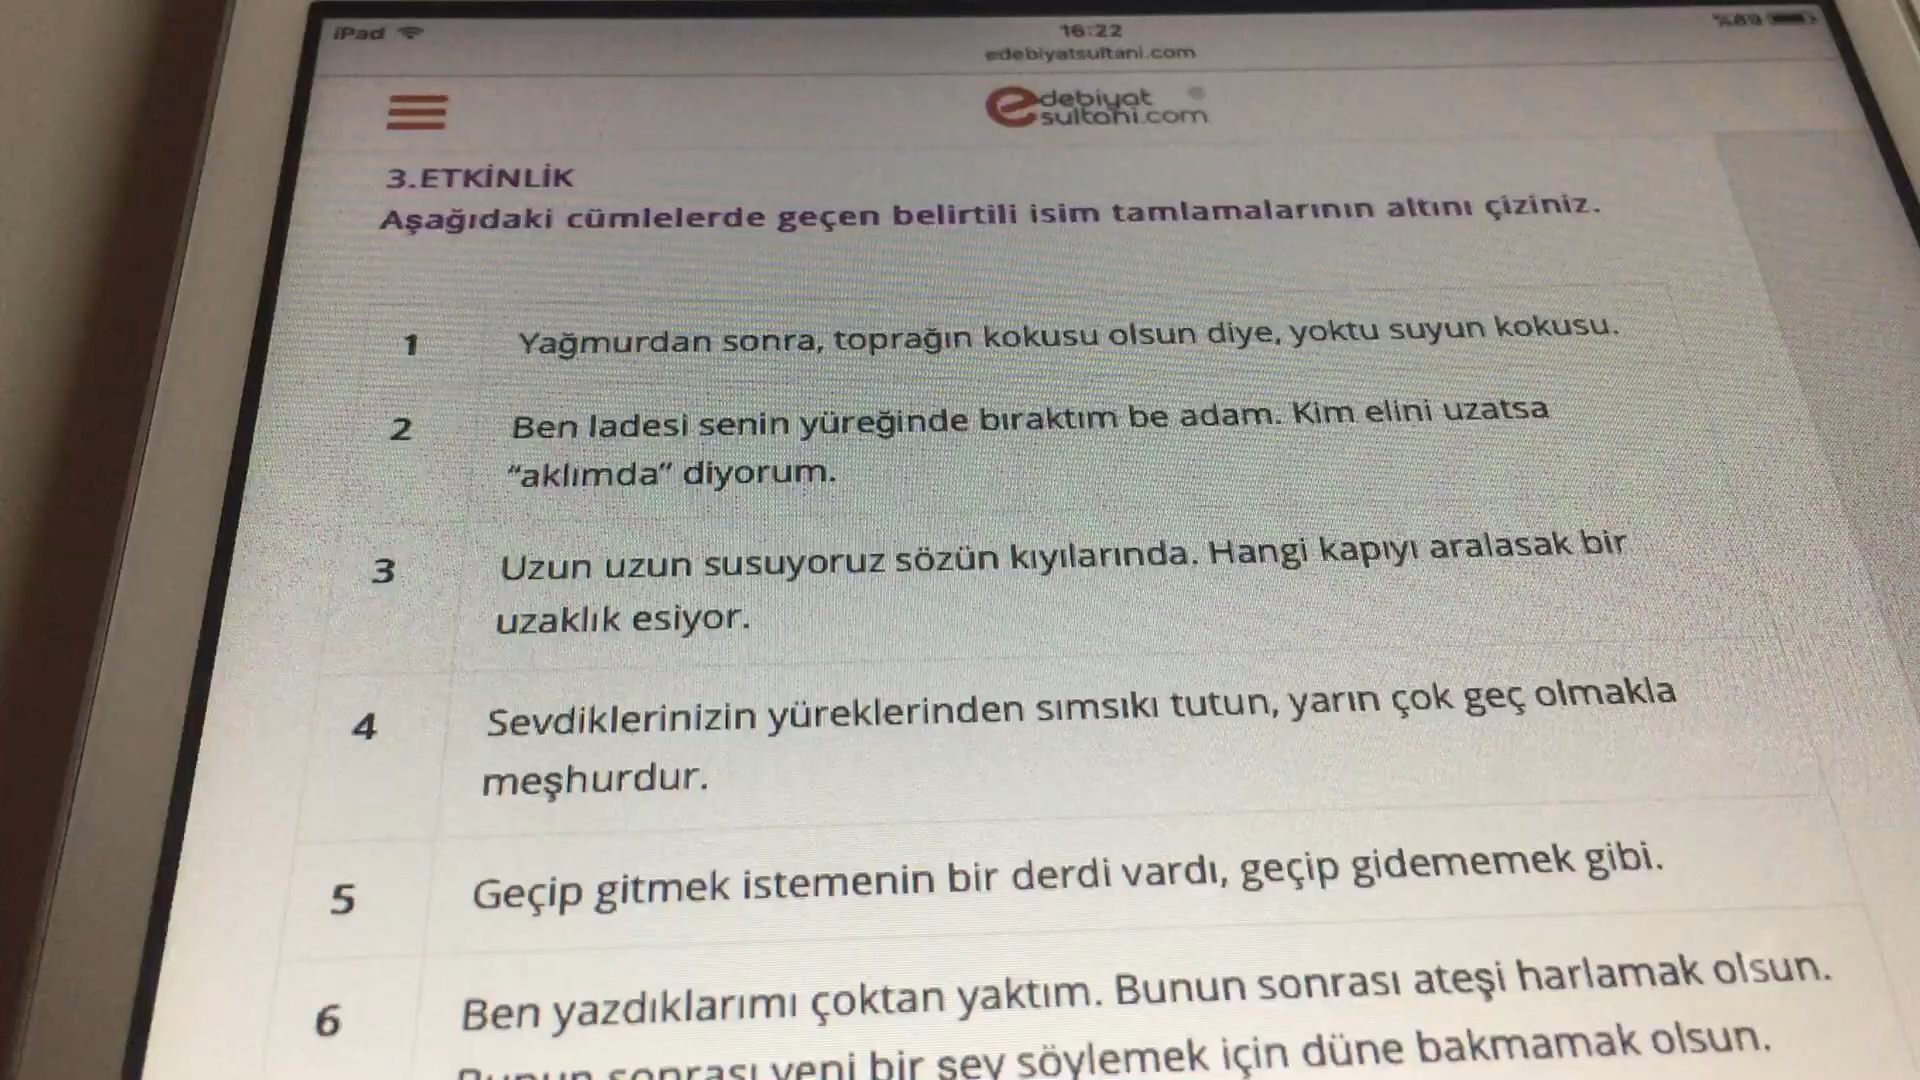 iPad
16:22
edebiyatsultani.com
edebiyat
sultani.com
3.ETKİNLİK
Aşağıdaki cümlelerde geçen belirtili isim tamlamalarının altını çiziniz.
1 Yağmurdan sonra, toprağın kokusu olsun diye, yoktu suyun kokusu.
2 Ben ladesi senin yüreğinde bıraktım be adam. Kim elini uzatsa
“aklımda” diyorum.
3 Uzun uzun susuyoruz sözün kıyılarında. Hangi kapıyı aralasak bir
uzaklık esiyor.
4 Sevdiklerinizin yüreklerinden sımsıkı tutun, yarın çok geç olmakla
meşhurdur.
5 Geçip gitmek istemenin bir derdi vardı, geçip gidememek gibi.
6 Ben yazdıklarımı çoktan yaktım. Bunun sonrası ateşi harlamak olsun.
Bunun sonrası yeni bir şey söylemek için düne bakmamak olsun.